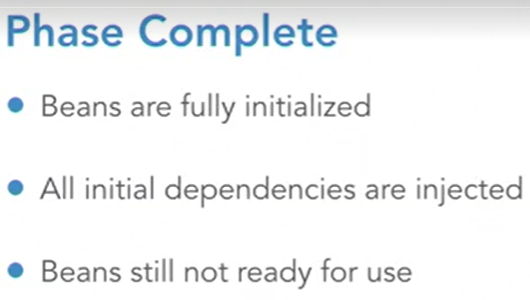 Phase Complete
Beans are fully initialized
All initial dependencies are injected
Beans still not ready for use